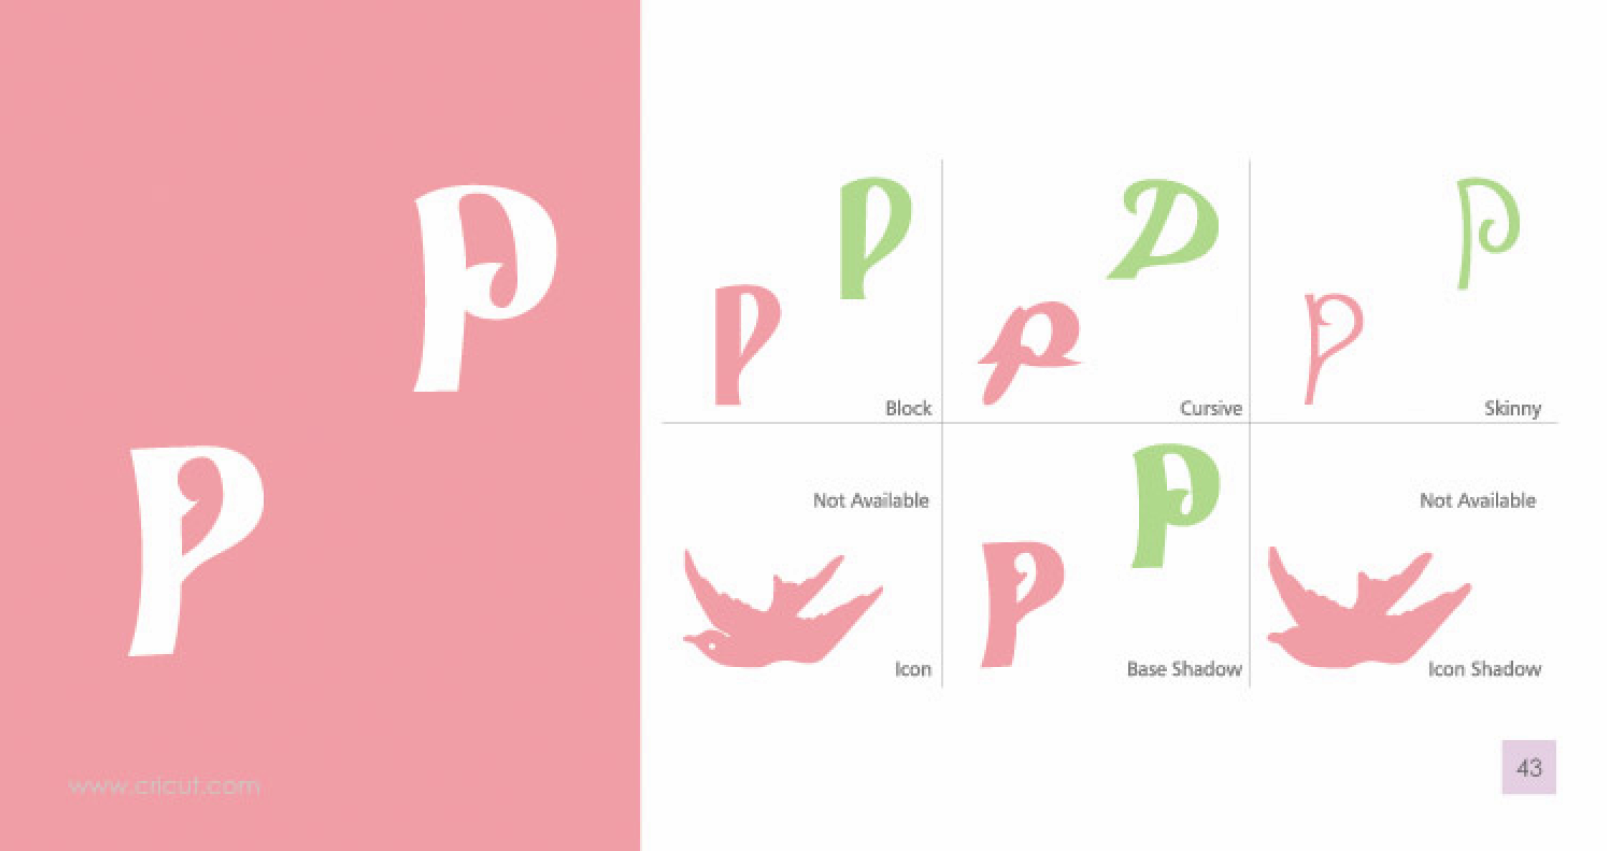 P
P
www.cricut.com
P
P
Block
P
P
Cursive
P
P
Skinny
Not Available
Icon
P
P
Base Shadow
Not Available
Icon Shadow
43